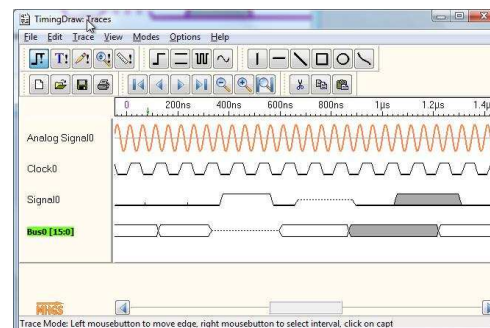 TimingDraw: Traces
File Edit Trace View Modes Options Help
T!
0 200ns 400ns 600ns 800ns 1µs 1.2µs 1.4µ
Analog Signal0
Clock0
Signal0
Bus0 [15:0]
Trace Mode: Left mousebutton to move edge, right mousebutton to select interval, click on capt